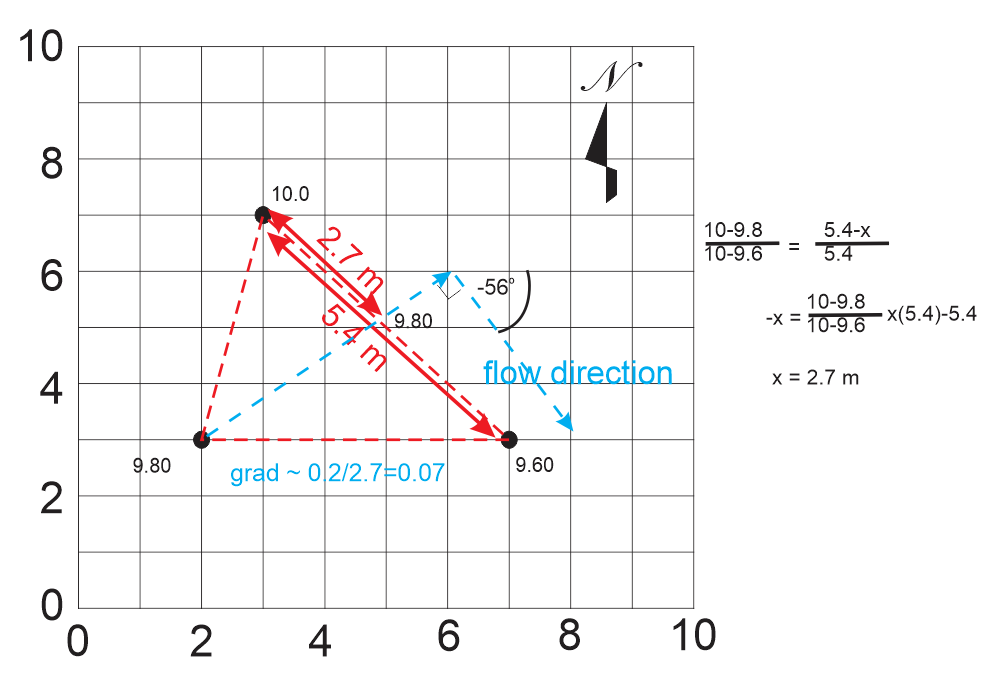 10
N
8
10.0
2.7 m
10-9.8
10-9.6
=
5.4-x
5.4
6
-56°
9.80
5.4 m
-x =
10-9.8
10-9.6
x(5.4)-5.4
4
flow direction
x = 2.7 m
9.80
9.60
grad ~ 0.2/2.7=0.07
2
0
0
2
4
6
8
10